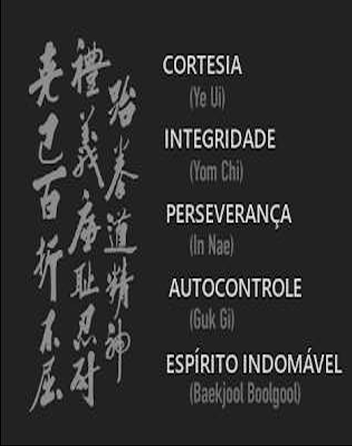 跆拳道精神
禮義廉耻忍耐
克己百折不屈
CORTESIA
(Ye Ui)
INTEGRIDADE
(Yom Chi)
PERSEVERANÇA
(In Nae)
AUTOCONTROLE
(Guk Gi)
ESPÍRITO INDOMÁVEL
(Baekjool Boolgool)